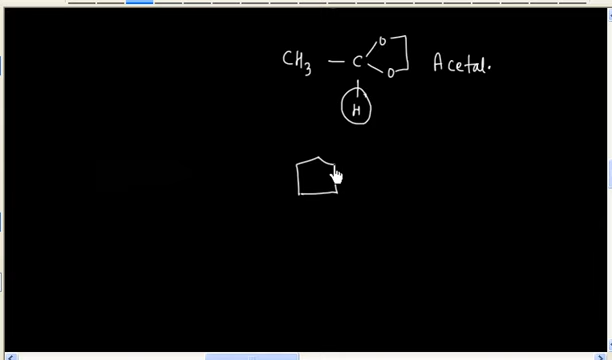 CH3 — C O O Acetal.
H